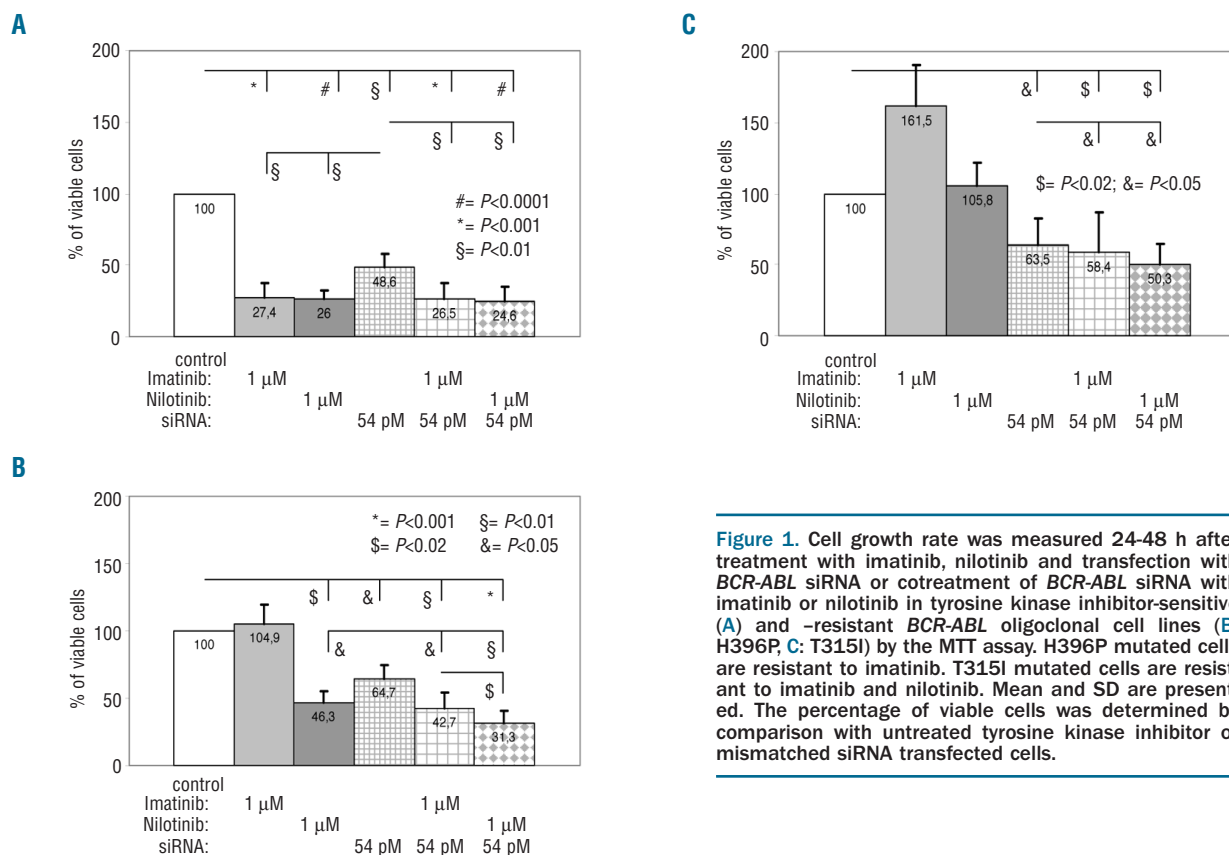 A
200
150
100
50
0
% of viable cells
* # § * #
§ §
§ §
#= P<0.0001
*= P<0.001
§= P<0.01
100
27,4
26
48,6
26,5
24,6
control
Imatinib: 1 μM 1 μM
Nilotinib: 1 μM 1 μM
siRNA: 54 pM 54 pM 54 pM
B
200
150
100
50
0
% of viable cells
*= P<0.001 §= P<0.01
$= P<0.02 &= P<0.05
$ & § *
& & §
$
100
104,9
46,3
64,7
42,7
31,3
control
Imatinib: 1 μM 1 μM
Nilotinib: 1 μM 1 μM
siRNA: 54 pM 54 pM 54 pM
C
200
150
100
50
0
% of viable cells
& $ $
& &
$= P<0.02; &= P<0.05
100
161,5
105,8
63,5
58,4
50,3
control
Imatinib: 1 μM 1 μM
Nilotinib: 1 μM 1 μM
siRNA: 54 pM 54 pM 54 pM
Figure 1. Cell growth rate was measured 24-48 h afte
treatment with imatinib, nilotinib and transfection wit
BCR-ABL siRNA or cotreatment of BCR-ABL siRNA wit
imatinib or nilotinib in tyrosine kinase inhibitor-sensitiv
(A) and –resistant BCR-ABL oligoclonal cell lines (B
H396P, C: T315I) by the MTT assay. H396P mutated cell
are resistant to imatinib. T315I mutated cells are resist
ant to imatinib and nilotinib. Mean and SD are present
ed. The percentage of viable cells was determined b
comparison with untreated tyrosine kinase inhibitor o
mismatched siRNA transfected cells.